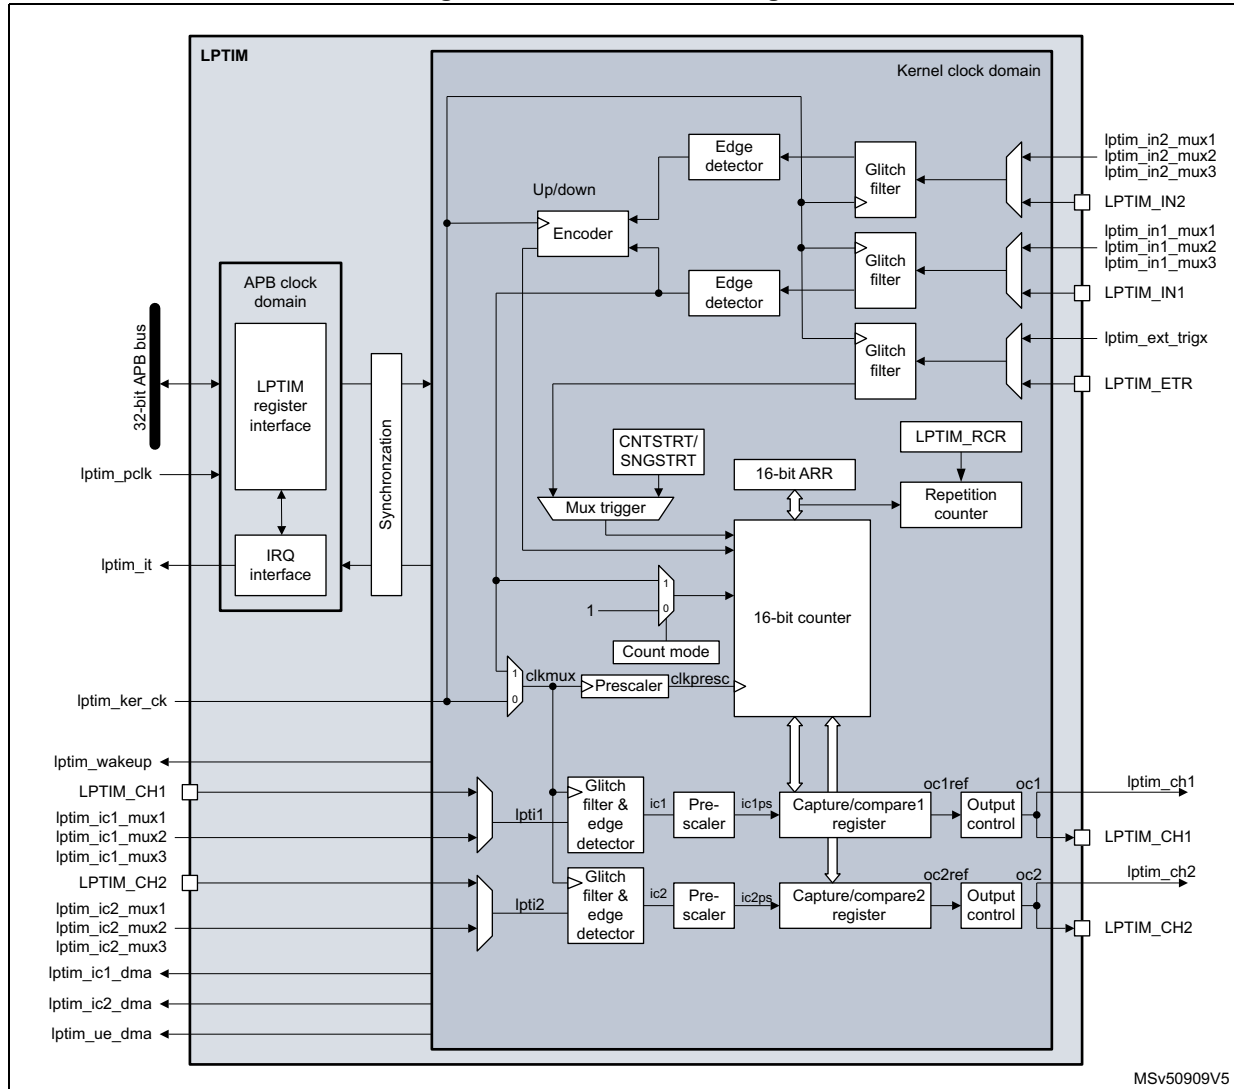 LPTIM
Kernel clock domain
lptim_in2_mux1
lptim_in2_mux2
lptim_in2_mux3
LPTIM_IN2
Edge
detector
Glitch
filter
Up/down
Encoder
lptim_in1_mux1
lptim_in1_mux2
lptim_in1_mux3
LPTIM_IN1
Edge
detector
Glitch
filter
APB clock
domain
32-bit APB bus
LPTIM
register
interface
lptim_ext_trigx
LPTIM_ETR
Glitch
filter
Synchronzation
CNTSTRT/
SNGSTRT
LPTIM_RCR
16-bit ARR
Repetition
counter
Mux trigger
lptim_pclk
lptim_it
IRQ
interface
1
0
1
16-bit counter
Count mode
lptim_ker_ck
1
0
clkmux
Prescaler
clkpresc
lptim_wakeup
LPTIM_CH1
lptim_ic1_mux1
lptim_ic1_mux2
lptim_ic1_mux3
lpti1
Glitch
filter &
edge
detector
ic1
Pre-
scaler
ic1ps
Capture/compare1
register
oc1ref
Output
control
oc1
lptim_ch1
LPTIM_CH1
LPTIM_CH2
lptim_ic2_mux1
lptim_ic2_mux2
lptim_ic2_mux3
lpti2
Glitch
filter &
edge
detector
ic2
Pre-
scaler
ic2ps
Capture/compare2
register
oc2ref
Output
control
oc2
lptim_ch2
LPTIM_CH2
lptim_ic1_dma
lptim_ic2_dma
lptim_ue_dma
MSv50909V5